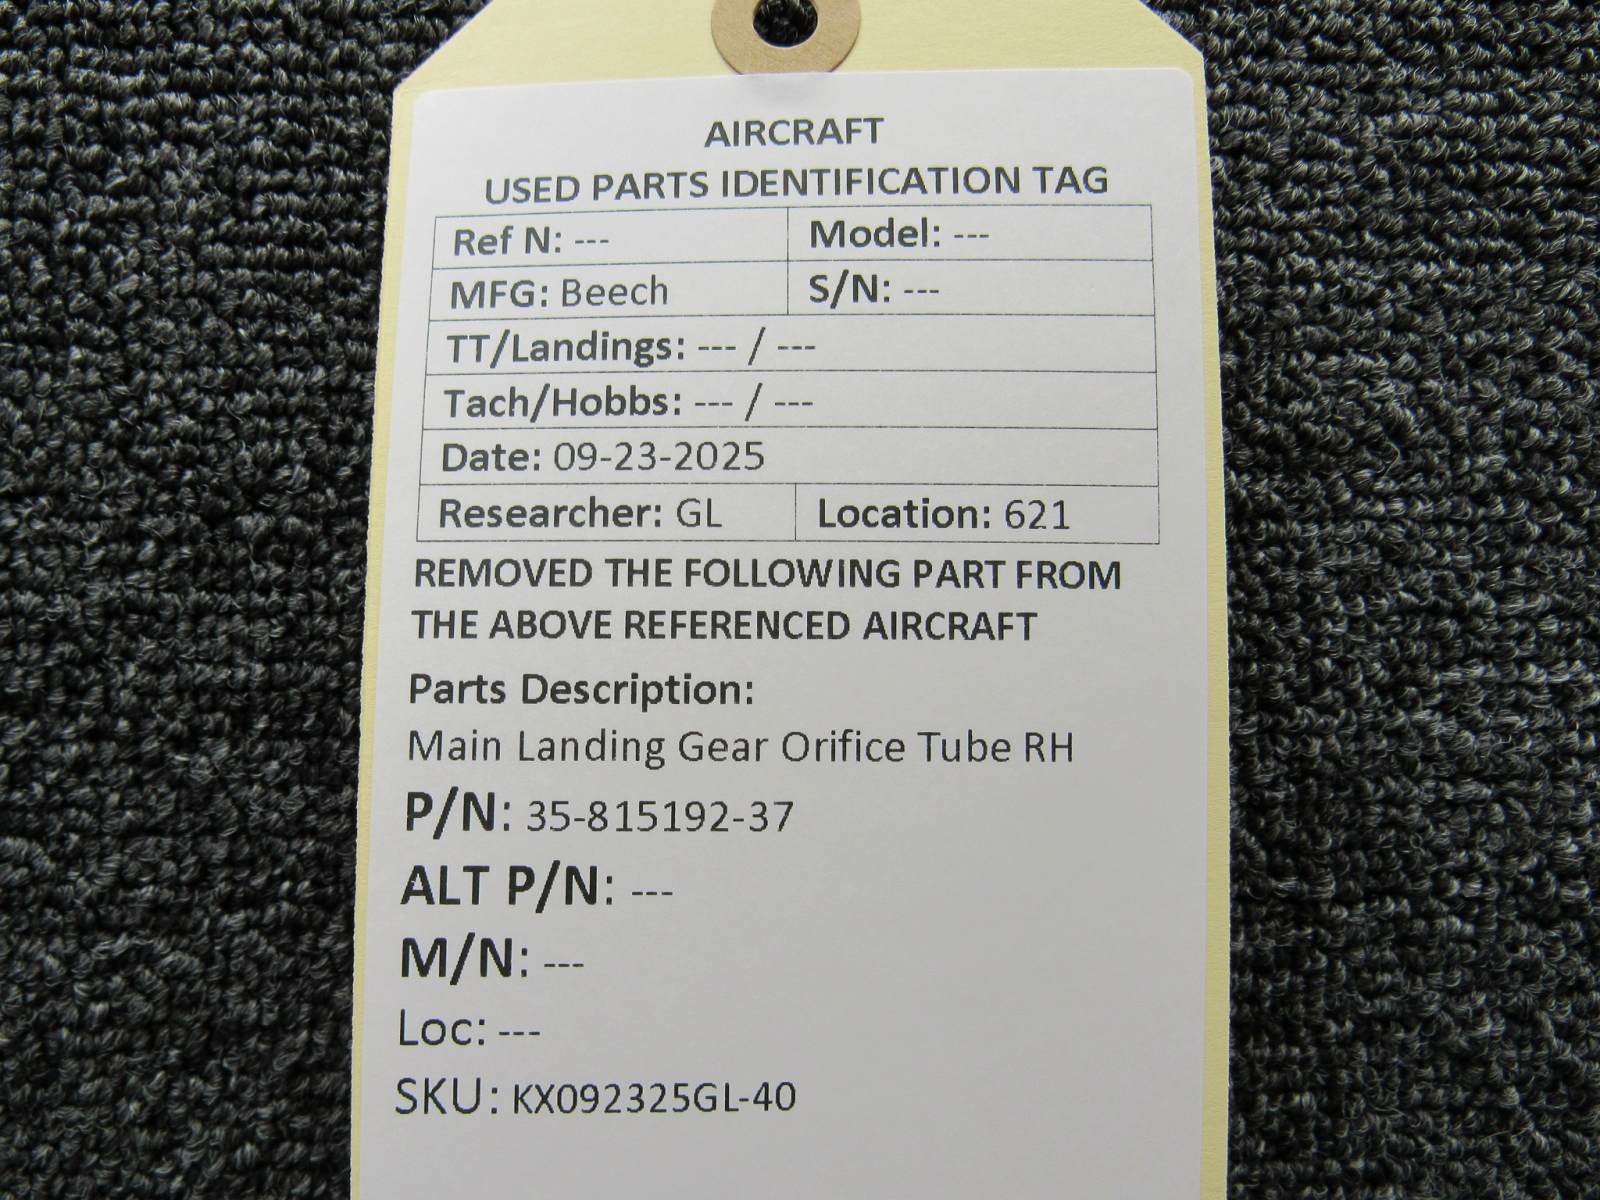 AIRCRAFT
USED PARTS IDENTIFICATION TAG
Ref N: --- Model: ---
MFG: Beech S/N: ---
TT/Landings: --- / ---
Tach/Hobbs: --- / ---
Date: 09-23-2025
Researcher: GL Location: 621
REMOVED THE FOLLOWING PART FROM
THE ABOVE REFERENCED AIRCRAFT
Parts Description:
Main Landing Gear Orifice Tube RH
P/N: 35-815192-37
ALT P/N: ---
M/N: ---
Loc: ---
SKU: KX092325GL-40